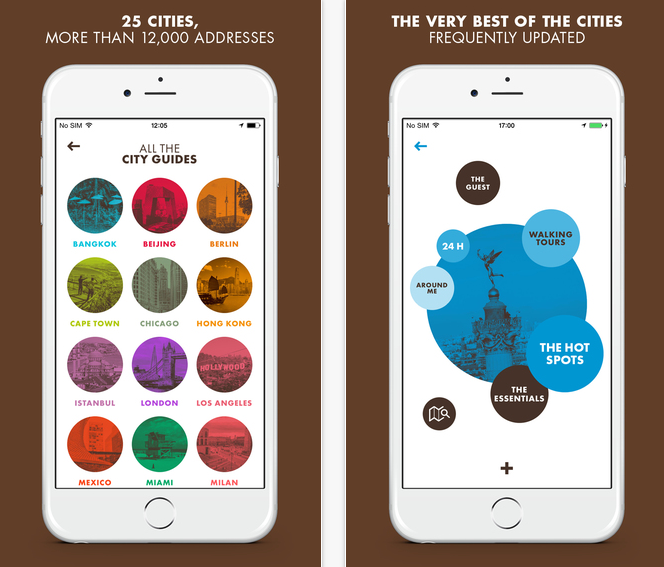 25 CITIES,
MORE THAN 12,000 ADDRESSES
No SIM
12:05
ALL THE
CITY GUIDES
BANGKOK
BEIJING
BERLIN
CAPE TOWN
CHICAGO
HONG KONG
HOLLYWOOD
ISTANBUL
LONDON
LOS ANGELES
MEXICO
MIAMI
MILAN
THE VERY BEST OF THE CITIES
FREQUENTLY UPDATED
No SIM
17:00
THE
GUEST
24 H
WALKING
TOURS
AROUND
ME
THE HOT
SPOTS
THE
ESSENTIALS
+